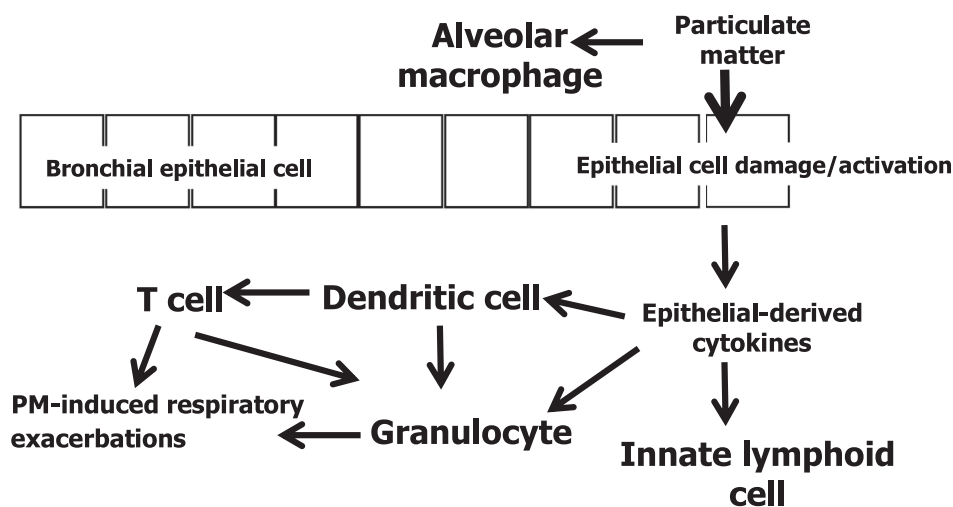 Alveolar
macrophage
Particulate
matter
Bronchial epithelial cell
Epithelial cell damage/activation
T cell
Dendritic cell
Epithelial-derived
cytokines
PM-induced respiratory
exacerbations
Granulocyte
Innate lymphoid
cell